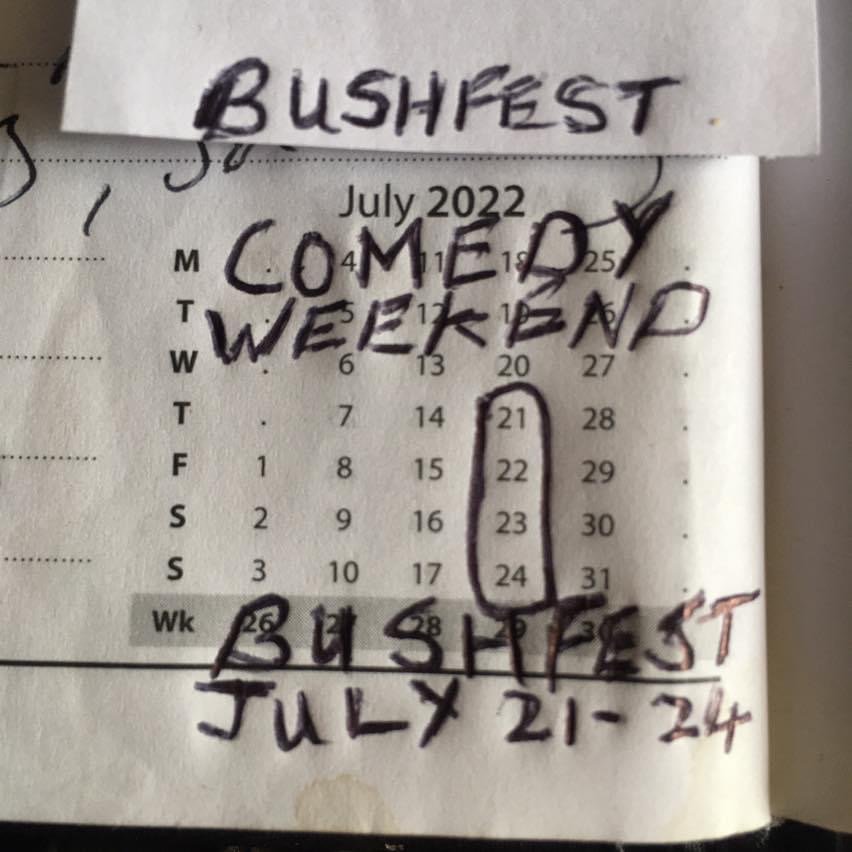 BUSHFEST
July 2022
COMEDY
WEEKEND
M . 4 11 18 25 .
T . 5 12 19 26 .
W . 6 13 20 27 .
T . 7 14 21 28 .
F 1 8 15 22 29 .
S 2 9 16 23 30 .
S 3 10 17 24 31 .
Wk 26 27 28 29 30
BUSHFEST
JULY 21-24